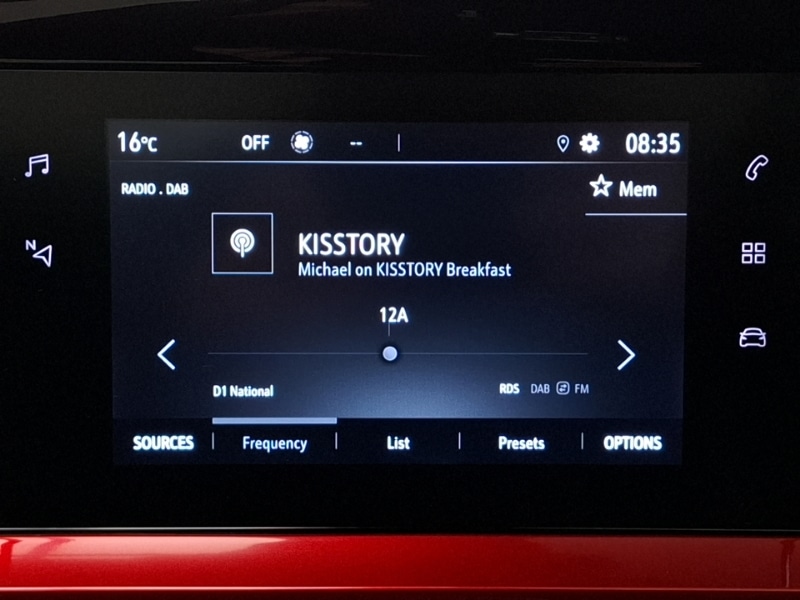 16°C OFF -- 08:35
RADIO . DAB
Mem
N
KISSTORY
Michael on KISSTORY Breakfast
12A
D1 National
RDS DAB FM
SOURCES Frequency List Presets OPTIONS